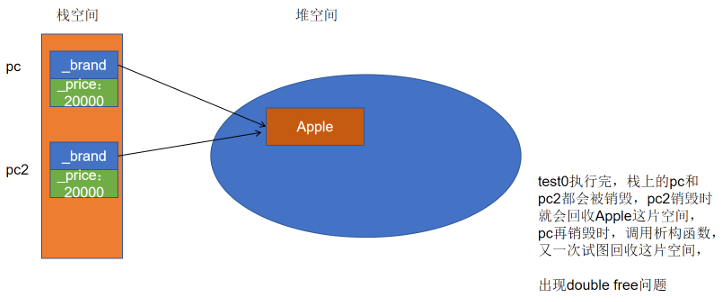 栈空间
堆空间
pc
_brand
_price：
20000
Apple
pc2
_brand
_price：
20000
test0执行完，栈上的pc和
pc2都会被销毁，pc2销毁时
就会回收Apple这片空间，
pc再销毁时，调用析构函数，
又一次试图回收这片空间，
出现double free问题